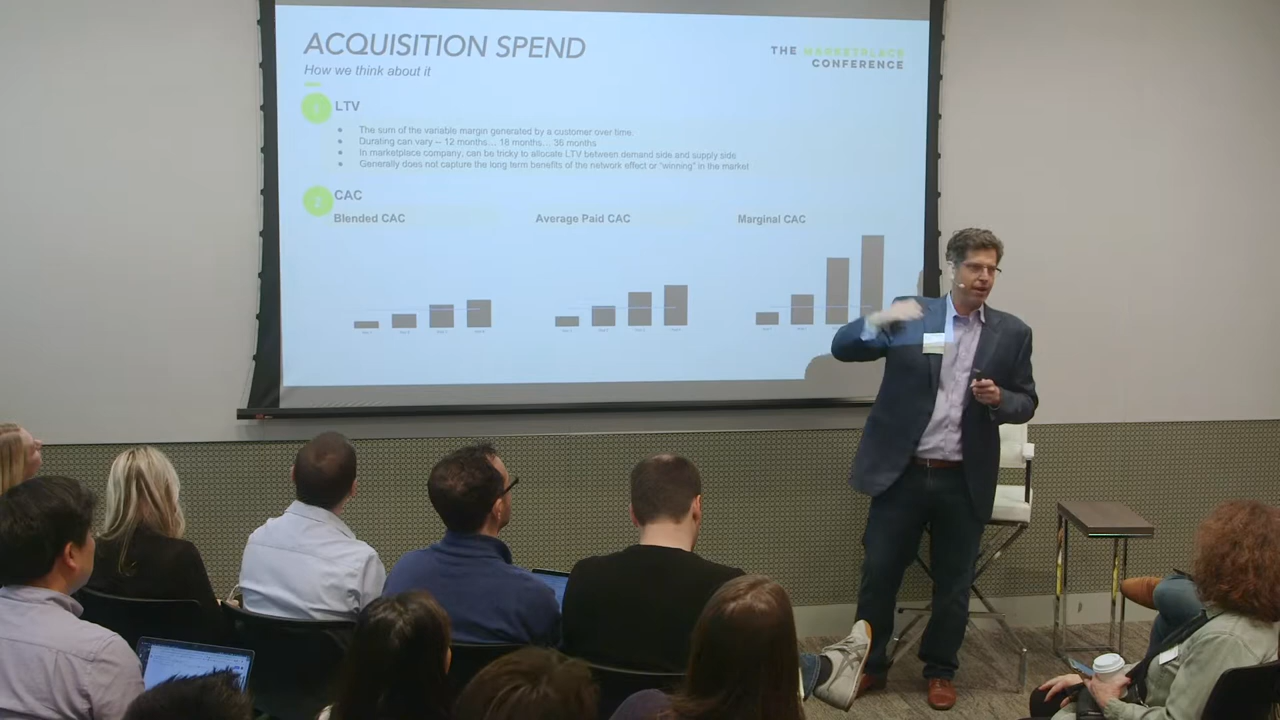 ACQUISITION SPEND
How we think about it
THE MARKETPLACE
CONFERENCE
1 LTV
The sum of the variable margin generated by a customer over time.
Durating can vary – 12 months… 18 months… 36 months
In marketplace company, can be tricky to allocate LTV between demand side and supply side
Generally does not capture the long term benefits of the network effect or "winning" in the market
2 CAC
Blended CAC
Average Paid CAC
Marginal CAC